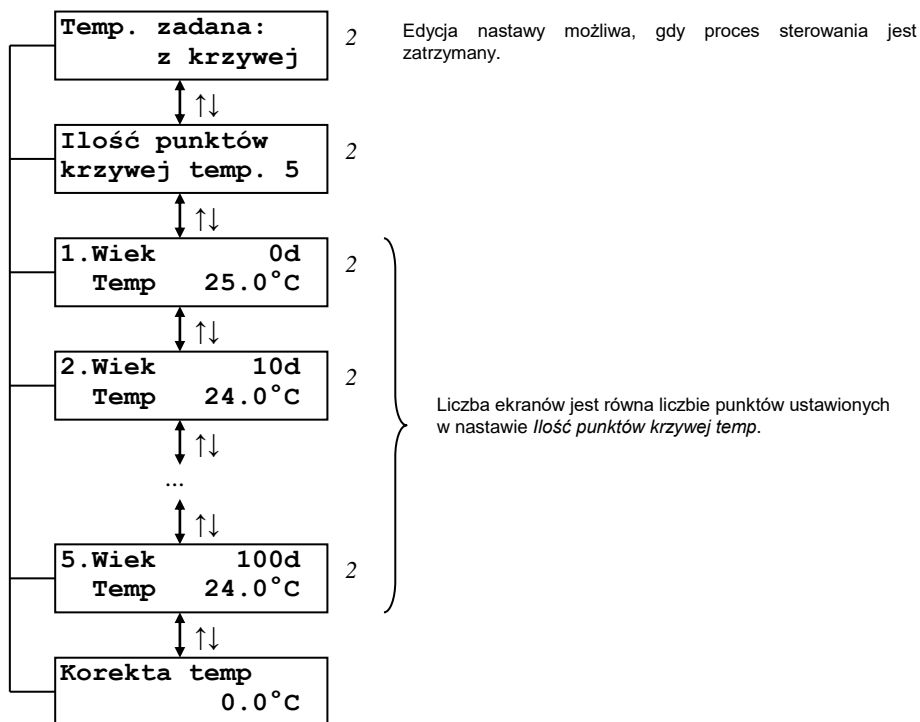 Temp. zadana:
z krzywej
2
Edycja nastawy możliwa, gdy proces sterowania jest
zatrzymany.
↑↓
Ilość punktów
krzywej temp. 5
2
↑↓
1.Wiek 0d
Temp 25.0°C
2
↑↓
2.Wiek 10d
Temp 24.0°C
2
Liczba ekranów jest równa liczbie punktów ustawionych
w nastawie Ilość punktów krzywej temp.
↑↓
...
↑↓
5.Wiek 100d
Temp 24.0°C
2
↑↓
Korekta temp
0.0°C